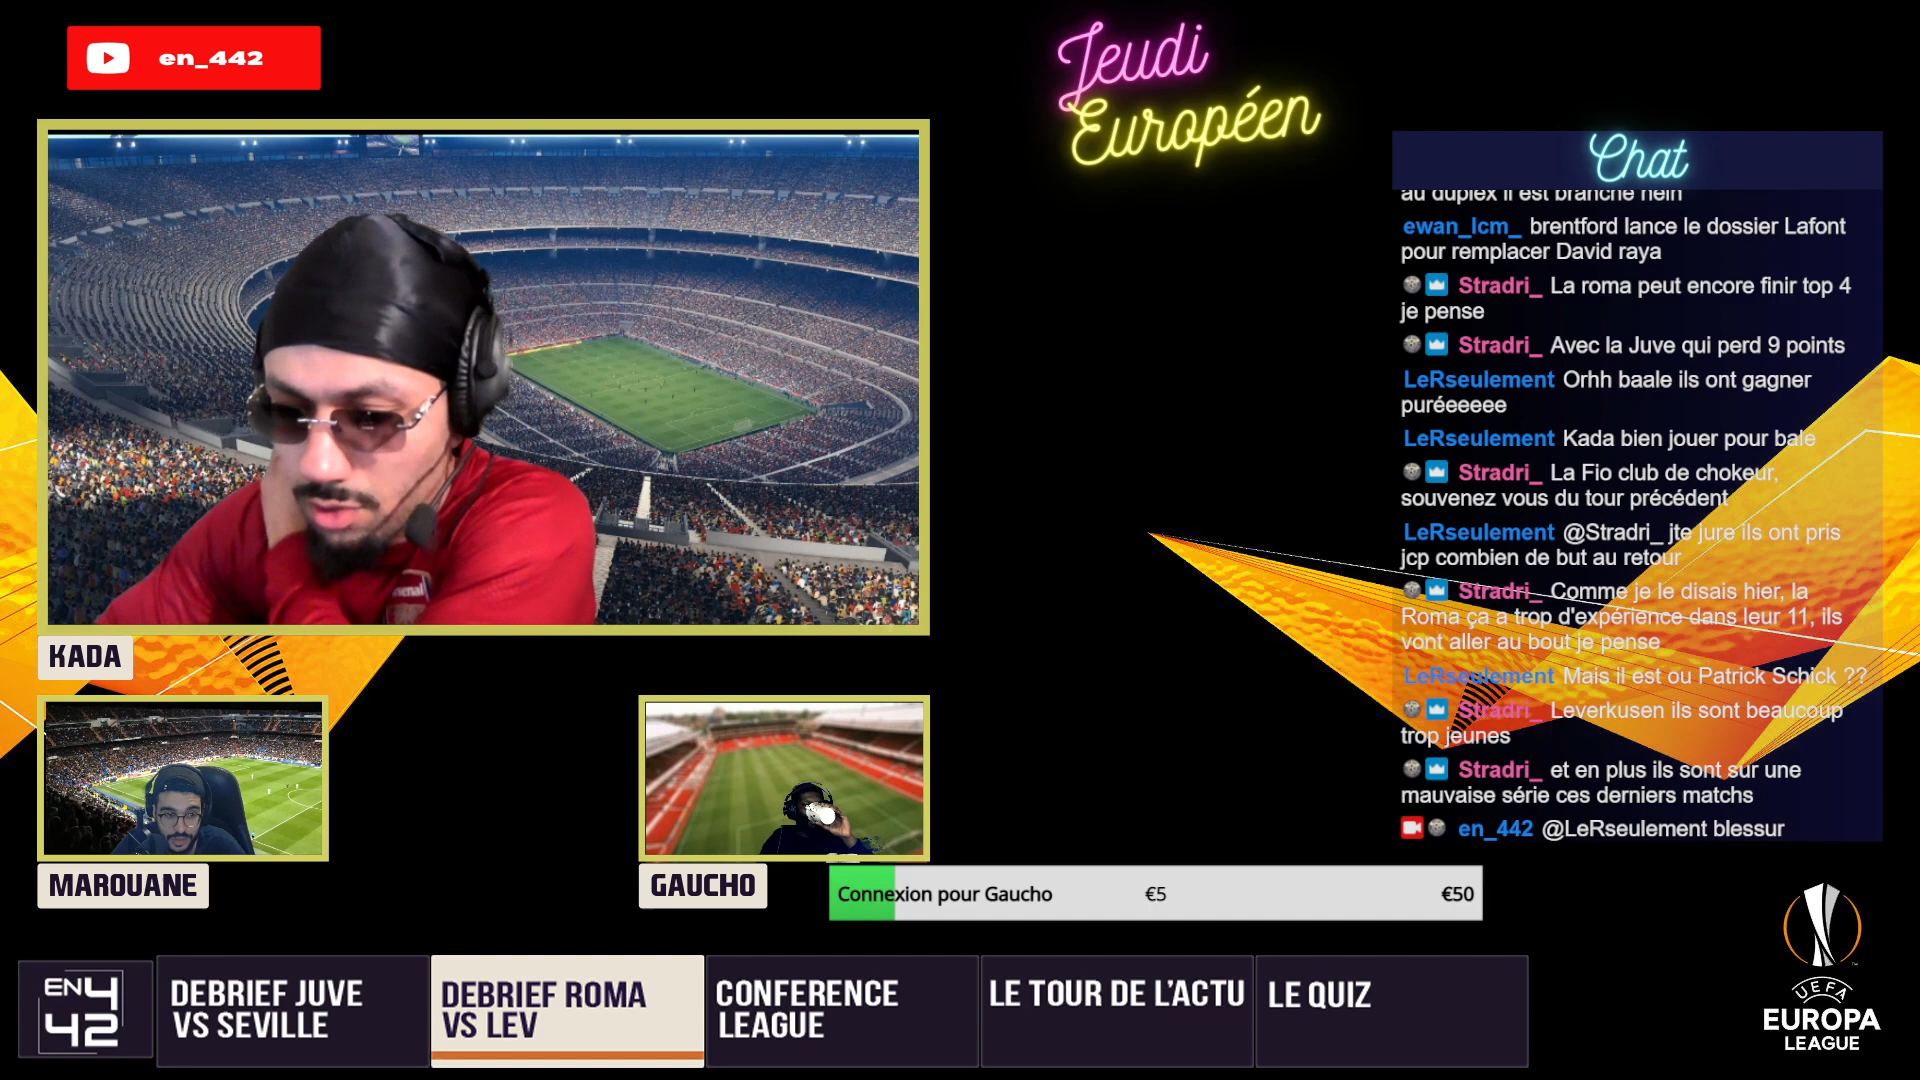 en_442
Jeudi
Européen
Chat
au duplex il est branché hein
ewan_lcm_ brentford lance le dossier Lafont
pour remplacer David raya
Stradri_ La roma peut encore finir top 4
je pense
Stradri_ Avec la Juve qui perd 9 points
LeRseulement Orhh baale ils ont gagner
puréeeeee
LeRseulement Kada bien jouer pour bale
Stradri_ La Fio club de chokeur,
souvenez vous du tour précédent
LeRseulement @Stradri_ jte jure ils ont pris
jcp combien de but au retour
Stradri_ Comme je le disais hier, la
Roma ça a trop d'expérience dans leur 11, ils
vont aller au bout je pense
LeRseulement Mais il est ou Patrick Schick ??
Stradri_ Leverkusen ils sont beaucoup
trop jeunes
Stradri_ et en plus ils sont sur une
mauvaise série ces derniers matchs
en_442 @LeRseulement blessur
KADA
MAROUANE
GAUCHO
Connexion pour Gaucho €5 €50
EN 4
42
DEBRIEF JUVE
VS SEVILLE
DEBRIEF ROMA
VS LEV
CONFERENCE
LEAGUE
LE TOUR DE L'ACTU
LE QUIZ
UEFA
EUROPA
LEAGUE